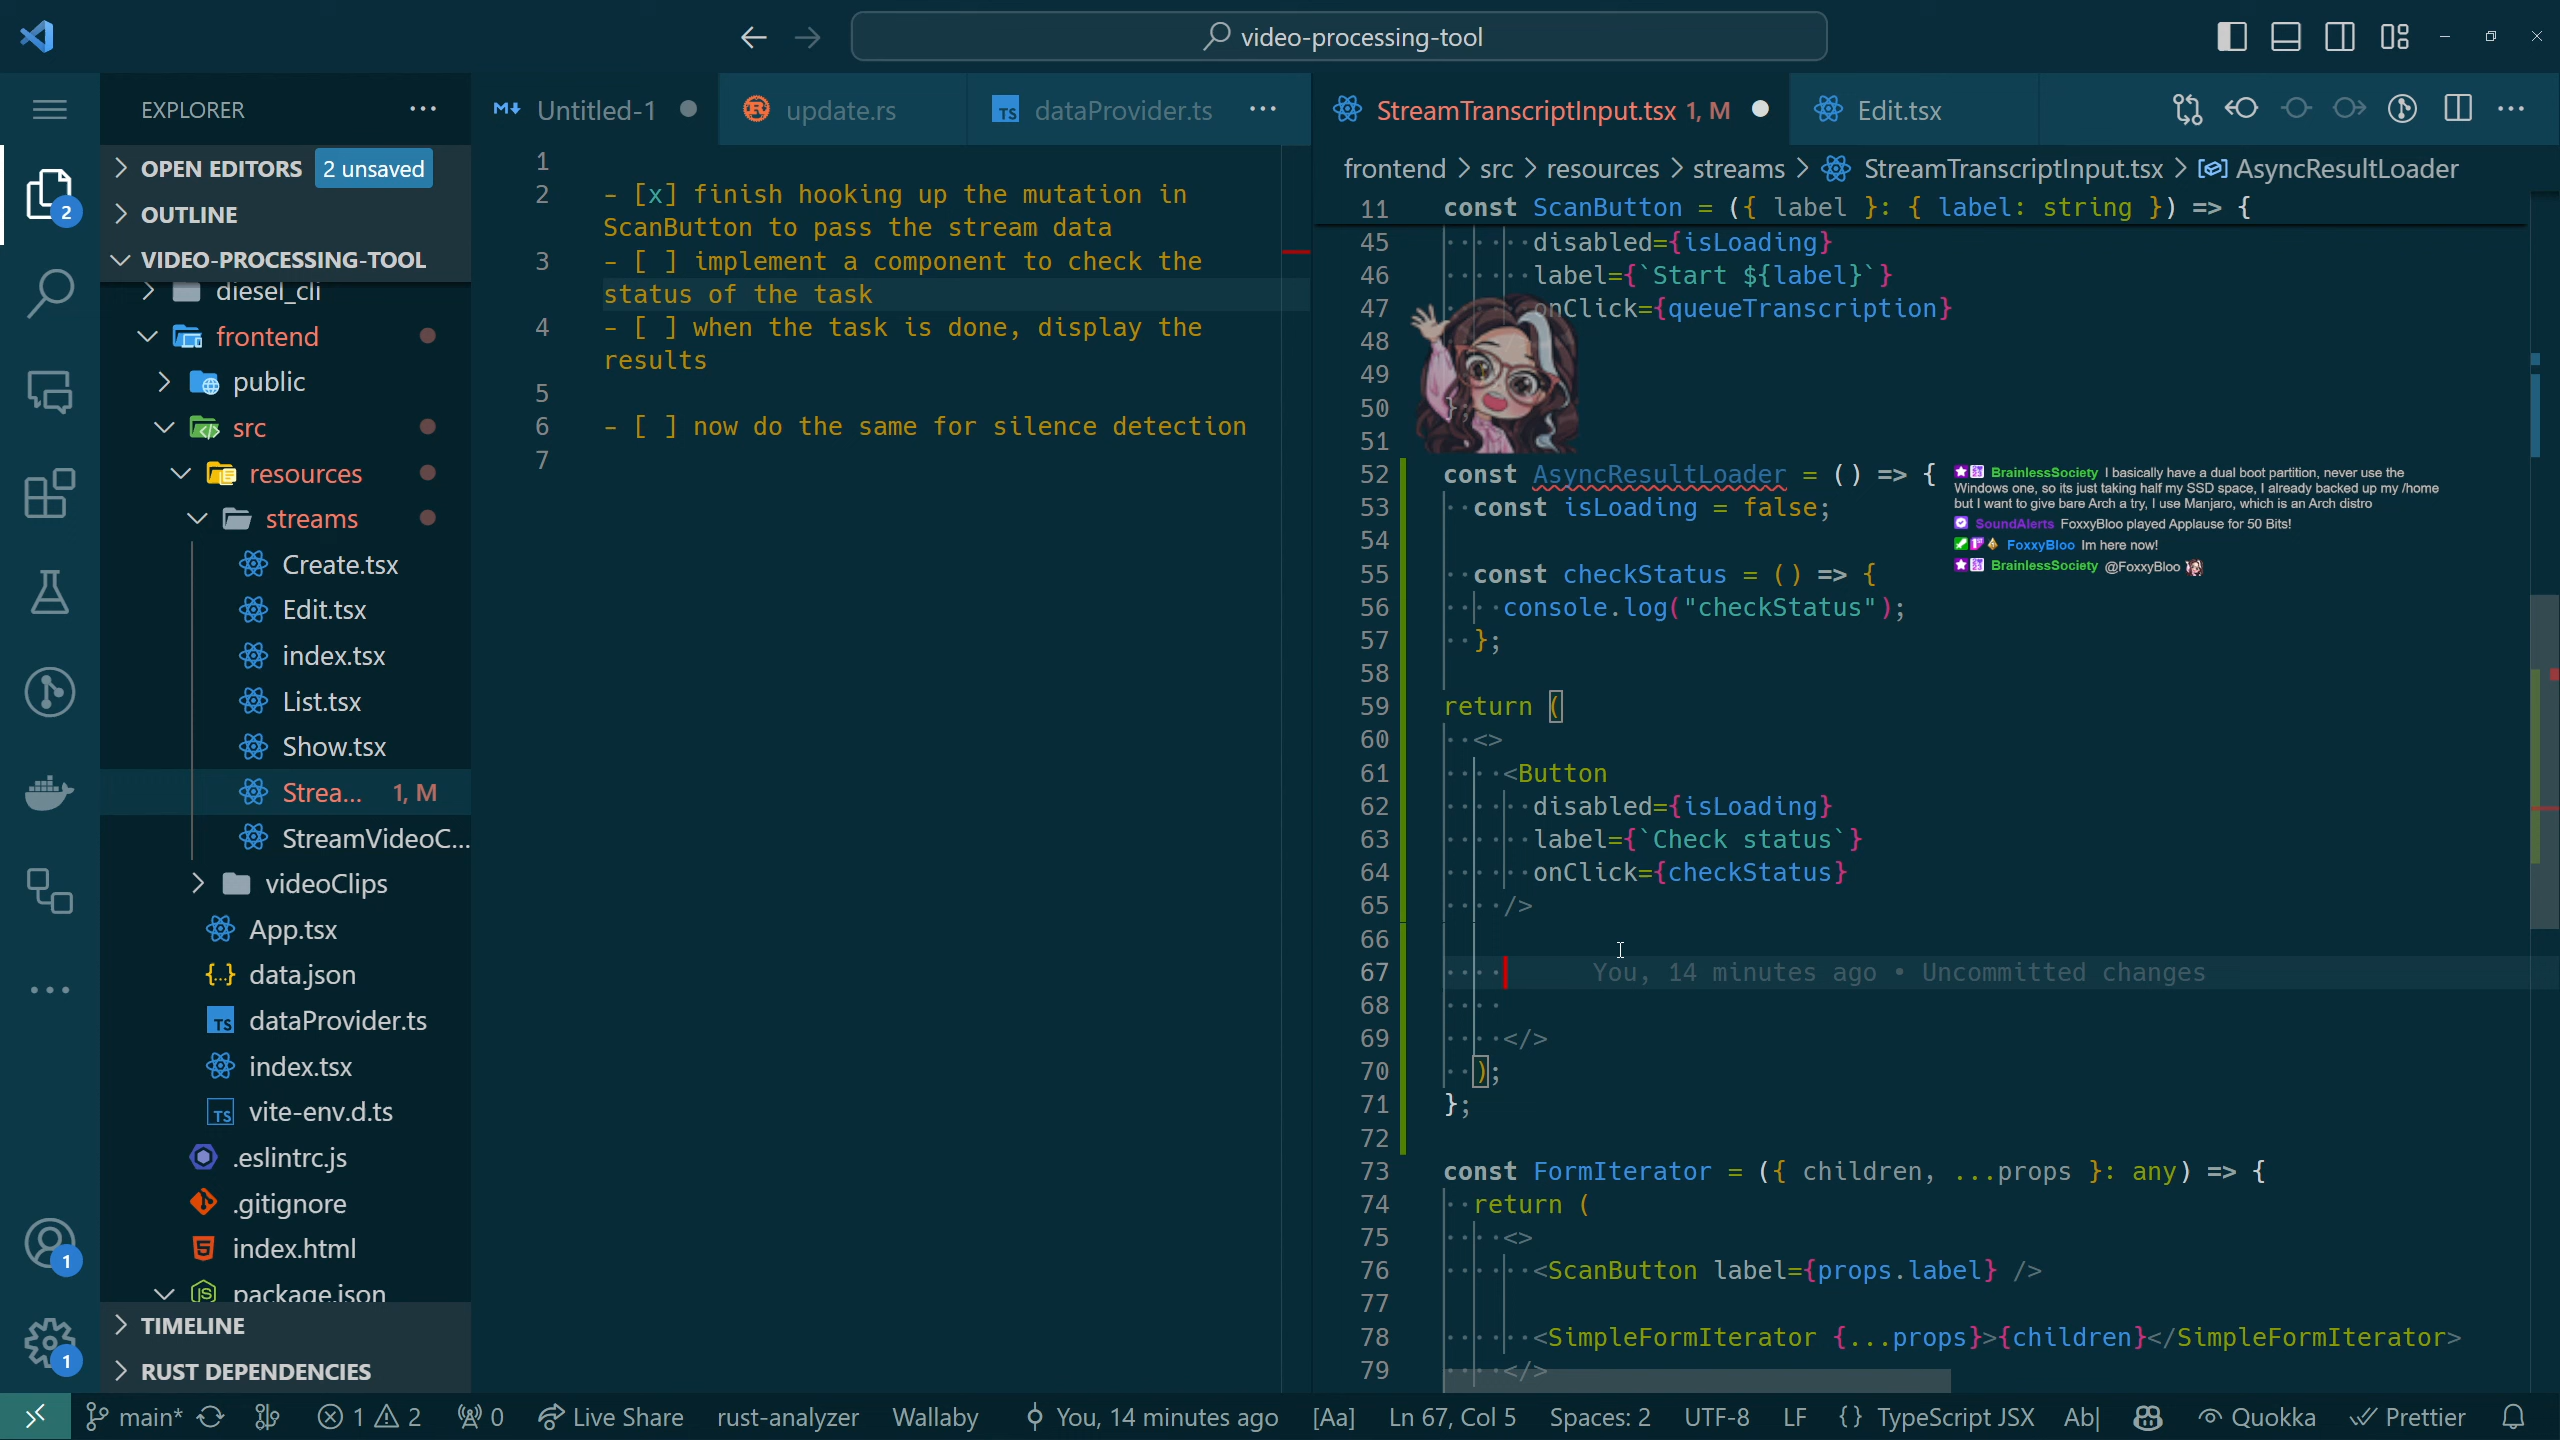 video-processing-tool
EXPLORER
OPEN EDITORS 2 unsaved
OUTLINE
VIDEO-PROCESSING-TOOL
diesel_cli
frontend
public
src
resources
streams
Create.tsx
Edit.tsx
index.tsx
List.tsx
Show.tsx
Strea... 1, M
StreamVideoC...
videoClips
App.tsx
data.json
dataProvider.ts
index.tsx
vite-env.d.ts
.eslintrc.js
.gitignore
index.html
package.json
TIMELINE
RUST DEPENDENCIES
2
1
1
Untitled-1
update.rs
TS dataProvider.ts
1
2 - [x] finish hooking up the mutation in
ScanButton to pass the stream data
3 - [ ] implement a component to check the
status of the task
4 - [ ] when the task is done, display the
results
5
6 - [ ] now do the same for silence detection
7
StreamTranscriptInput.tsx 1, M
Edit.tsx
frontend > src > resources > streams > StreamTranscriptInput.tsx > AsyncResultLoader
11 const ScanButton = ({ label }: { label: string }) => {
45 disabled={isLoading}
46 label={`Start ${label}`}
47 onClick={queueTranscription}
48
49
50 };
51
52 const AsyncResultLoader = () => {
53 const isLoading = false;
54
55 const checkStatus = () => {
56 console.log("checkStatus");
57 };
58
59 return (
60 <>
61 <Button
62 disabled={isLoading}
63 label={`Check status`}
64 onClick={checkStatus}
65 />
66
67 You, 14 minutes ago • Uncommitted changes
68
69 </>
70 );
71 };
72
73 const FormIterator = ({ children, ...props }: any) => {
74 return (
75 <>
76 <ScanButton label={props.label} />
77
78 <SimpleFormIterator {...props}>{children}</SimpleFormIterator>
79 </>
BrainlessSociety I basically have a dual boot partition, never use the
Windows one, so its just taking half my SSD space, I already backed up my /home
but I want to give bare Arch a try, I use Manjaro, which is an Arch distro
SoundAlerts FoxxyBloo played Applause for 50 Bits!
FoxxyBloo Im here now!
BrainlessSociety @FoxxyBloo
main* 1 2 0 Live Share rust-analyzer Wallaby You, 14 minutes ago [Aa] Ln 67, Col 5 Spaces: 2 UTF-8 LF {} TypeScript JSX Ab| Quokka Prettier